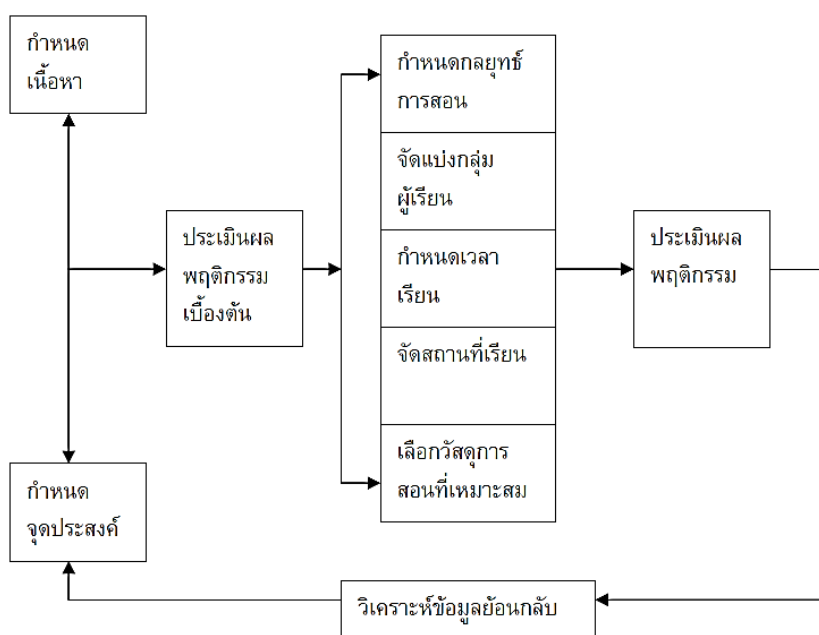 กำหนด
เนื้อหา
กำหนดกลยุทธ์
การสอน
จัดแบ่งกลุ่ม
ผู้เรียน
ประเมินผล
พฤติกรรม
เบื้องต้น
กำหนดเวลา
เรียน
ประเมินผล
พฤติกรรม
จัดสถานที่เรียน
เลือกวัสดุการ
สอนที่เหมาะสม
กำหนด
จุดประสงค์
วิเคราะห์ข้อมูลย้อนกลับ